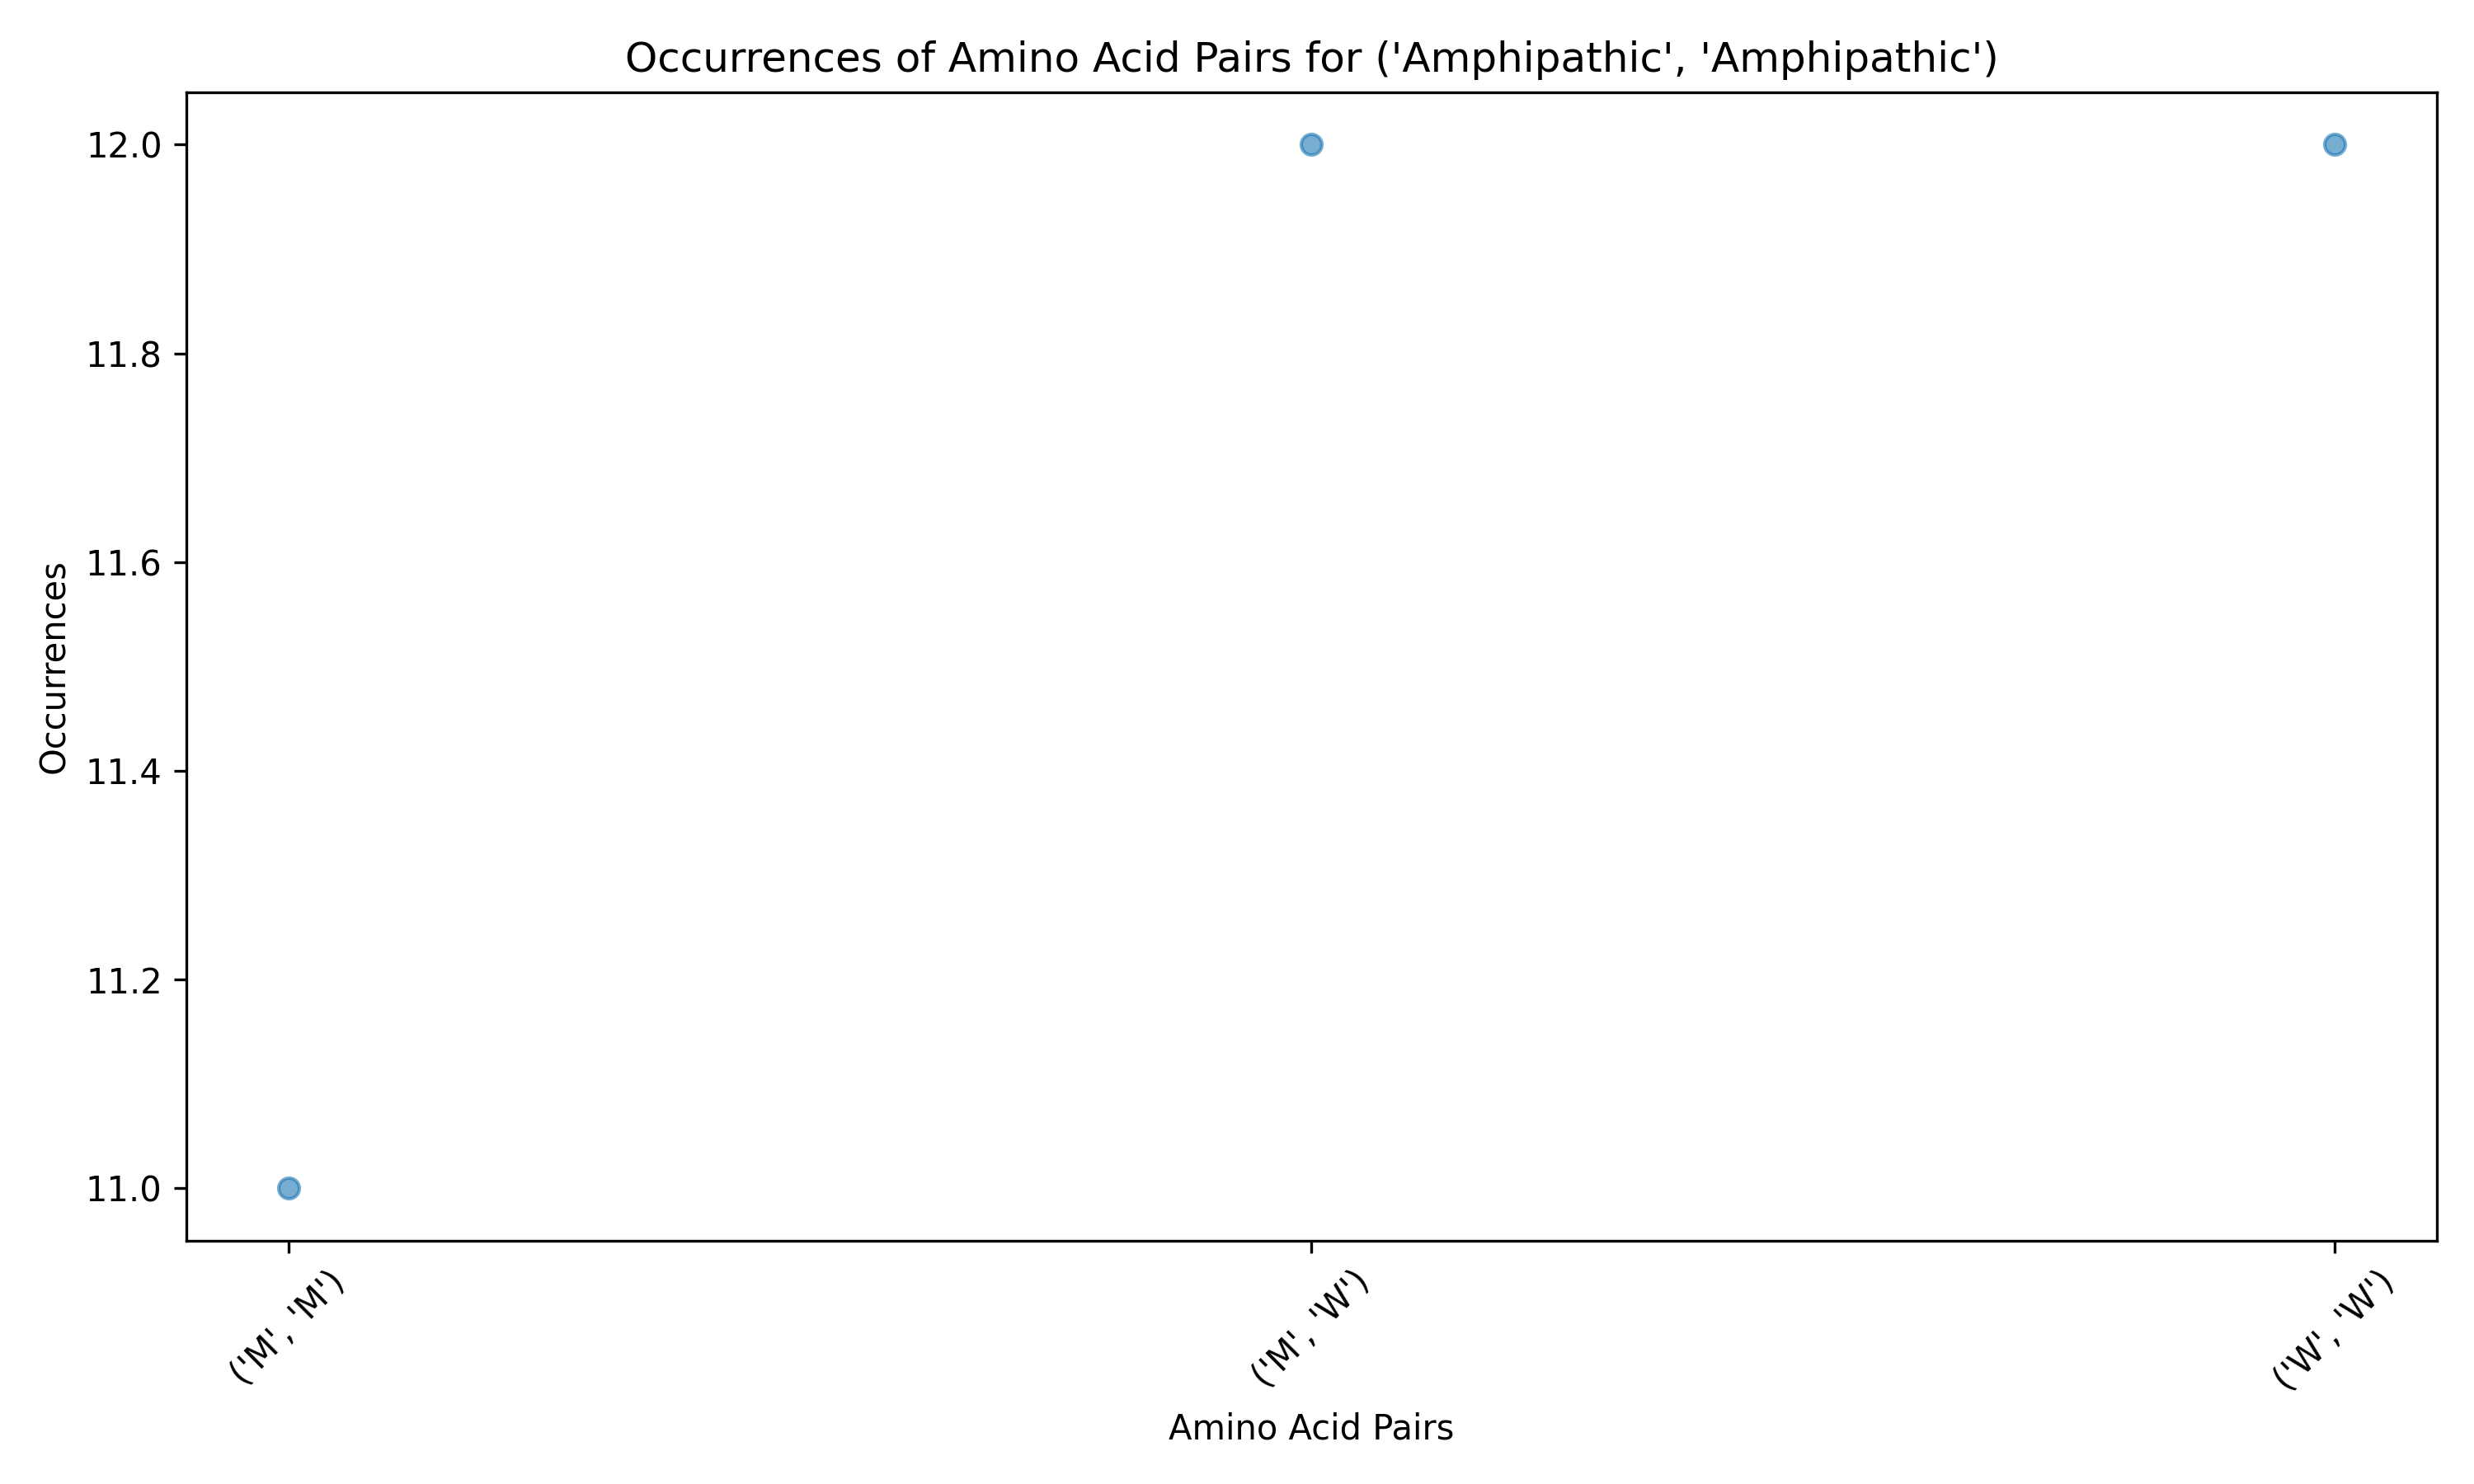 Occurrences of Amino Acid Pairs for ('Amphipathic', 'Amphipathic')
12.0
11.8
11.6
11.4
11.2
11.0
Occurrences
('M', 'M')
('M', 'W')
('W', 'W')
Amino Acid Pairs